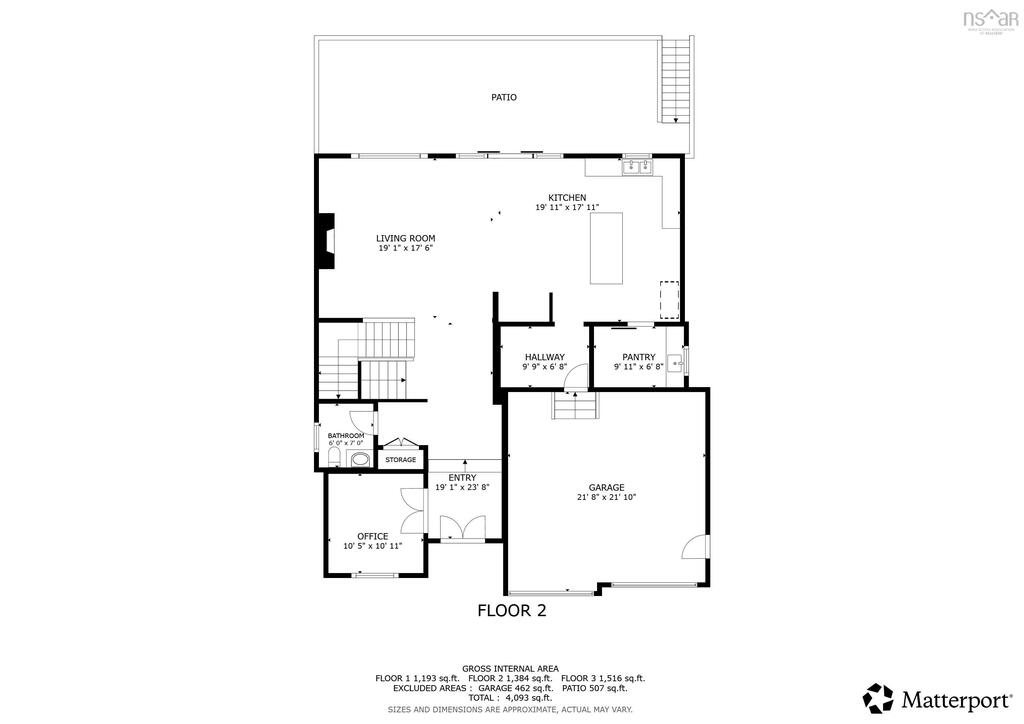 nsar
PATIO
KITCHEN
19' 11" x 17' 11"
LIVING ROOM
19' 1" x 17' 6"
HALLWAY
9' 9" x 6' 8"
PANTRY
9' 11" x 6' 8"
BATHROOM
6' 0" x 7' 0"
STORAGE
ENTRY
19' 1" x 23' 8"
GARAGE
21' 8" x 21' 10"
OFFICE
10' 5" x 10' 11"
FLOOR 2
GROSS INTERNAL AREA
FLOOR 1 1,193 sq.ft. FLOOR 2 1,384 sq.ft. FLOOR 3 1,516 sq.ft.
EXCLUDED AREAS : GARAGE 462 sq.ft. PATIO 507 sq.ft.
TOTAL : 4,093 sq.ft.
SIZES AND DIMENSIONS ARE APPROXIMATE, ACTUAL MAY VARY.
Matterport®